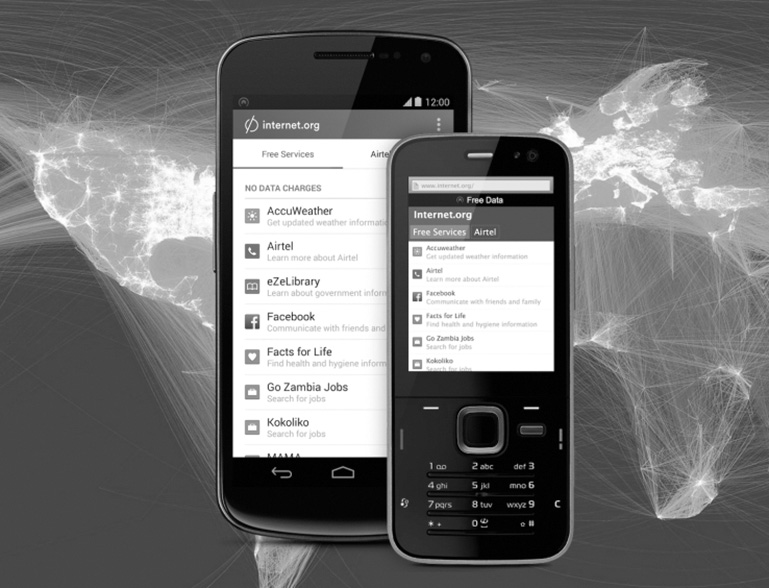 12:00
internet.org
Free Services
Airtel
NO DATA CHARGES
AccuWeather
Get updated weather informatio
Airtel
Learn more about Airtel
eZeLibrary
Learn about government inform
Facebook
Communicate with friends and
Facts for Life
Find health and hygiene inform
Go Zambia Jobs
Search for jobs
Kokoliko
Search for jobs
MAMA
www.internet.org/
Free Data
Internet.org
Free Services Airtel
Accuweather
Get updated weather information
Airtel
Learn more about Airtel
Facebook
Communicate with friends and family
Facts for Life
Find health and hygiene information
Go Zambia Jobs
Search for jobs
Kokoliko
Search for jobs
1 2 abc def 3
4 ghi 5 jkl mno 6
7 pqrs 8 tuv wxyz 9 C
* + 0 #